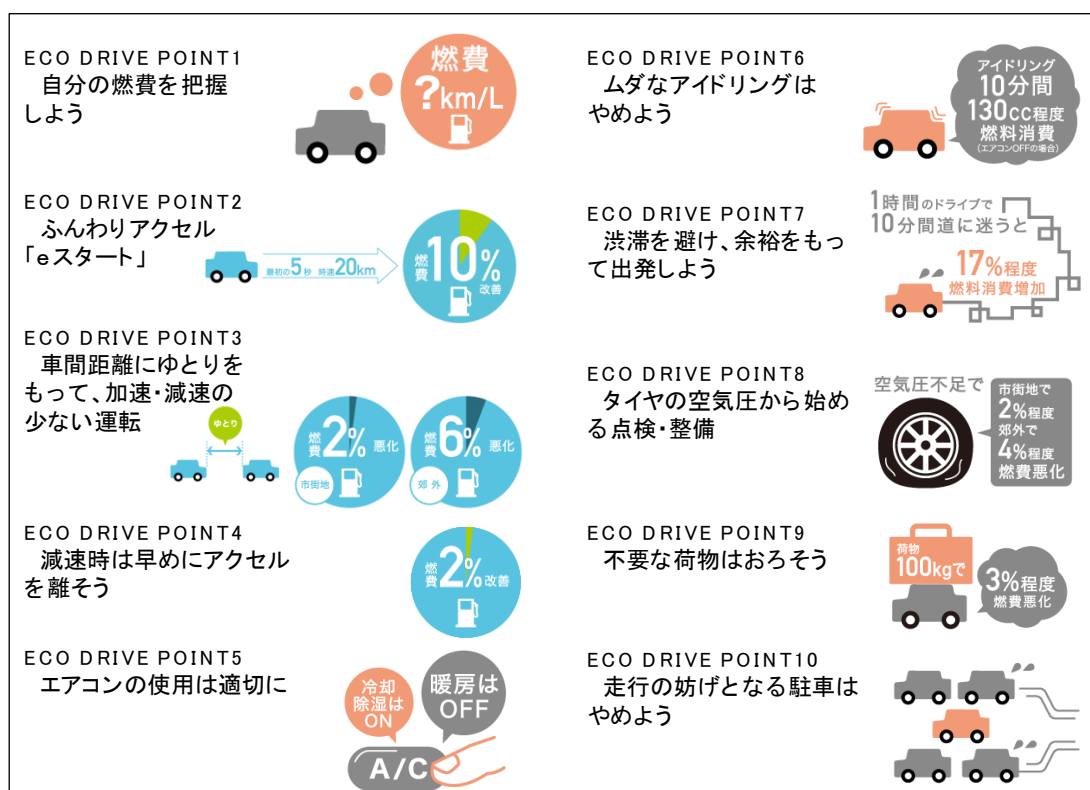 ECO DRIVE POINT1
自分の燃費を把握
しよう
燃費
?km/L
ECO DRIVE POINT2
ふんわりアクセル
「eスタート」
最初の5秒 時速20km
燃費10%改善
ECO DRIVE POINT3
車間距離にゆとりを
もって、加速・減速の
少ない運転
ゆとり
燃費2%悪化
市街地
燃費6%悪化
郊外
ECO DRIVE POINT4
減速時は早めにアクセル
を離そう
燃費2%改善
ECO DRIVE POINT5
エアコンの使用は適切に
冷却
除湿は
ON
暖房は
OFF
A/C
ECO DRIVE POINT6
ムダなアイドリングは
やめよう
アイドリング
10分間
130cc程度
燃料消費
(エアコンOFFの場合)
ECO DRIVE POINT7
渋滞を避け、余裕をもっ
て出発しよう
1時間のドライブで
10分間道に迷うと
17%程度
燃料消費増加
ECO DRIVE POINT8
タイヤの空気圧から始め
る点検・整備
空気圧不足で
市街地で
2%程度
郊外で
4%程度
燃費悪化
ECO DRIVE POINT9
不要な荷物はおろそう
荷物
100kgで
3%程度
燃費悪化
ECO DRIVE POINT10
走行の妨げとなる駐車は
やめよう